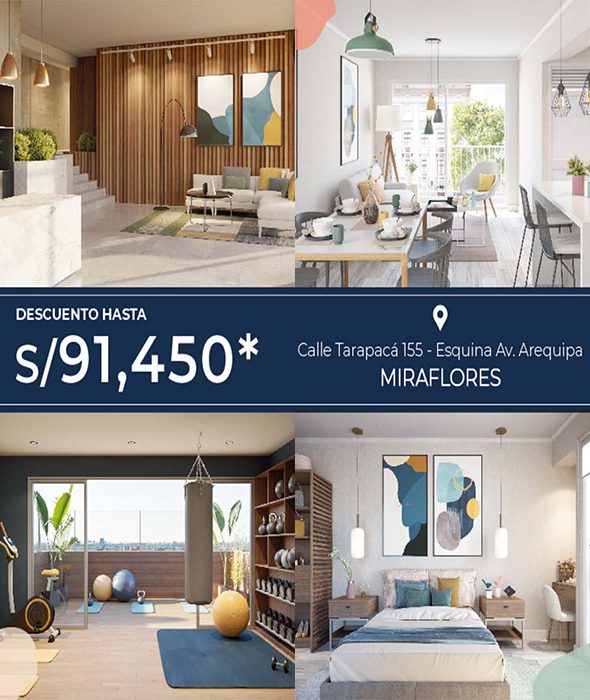 DESCUENTO HASTA
S/91,450*
Calle Tarapacá 155 - Esquina Av. Arequipa
MIRAFLORES